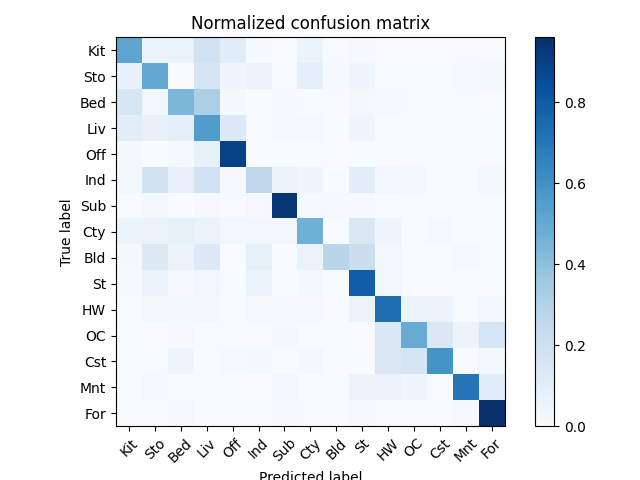 Normalized confusion matrix
True label
Kit
Sto
Bed
Liv
Off
Ind
Sub
Cty
Bld
St
HW
OC
Cst
Mnt
For
Kit Sto Bed Liv Off Ind Sub Cty Bld St HW OC Cst Mnt For
Predicted label
0.8
0.6
0.4
0.2
0.0